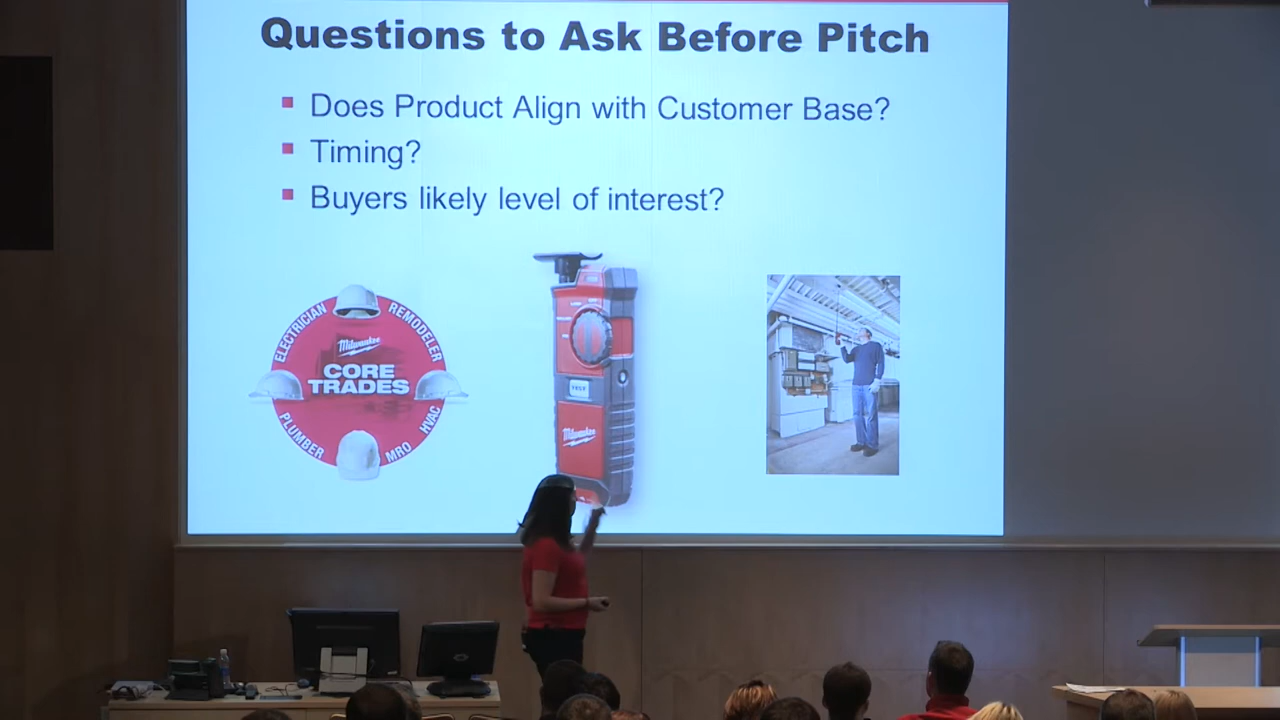 Questions to Ask Before Pitch
Does Product Align with Customer Base?
Timing?
Buyers likely level of interest?
ELECTRICIAN
REMODELER
Milwaukee
CORE
TRADES
PLUMBER
MRO
HVAC
Milwaukee